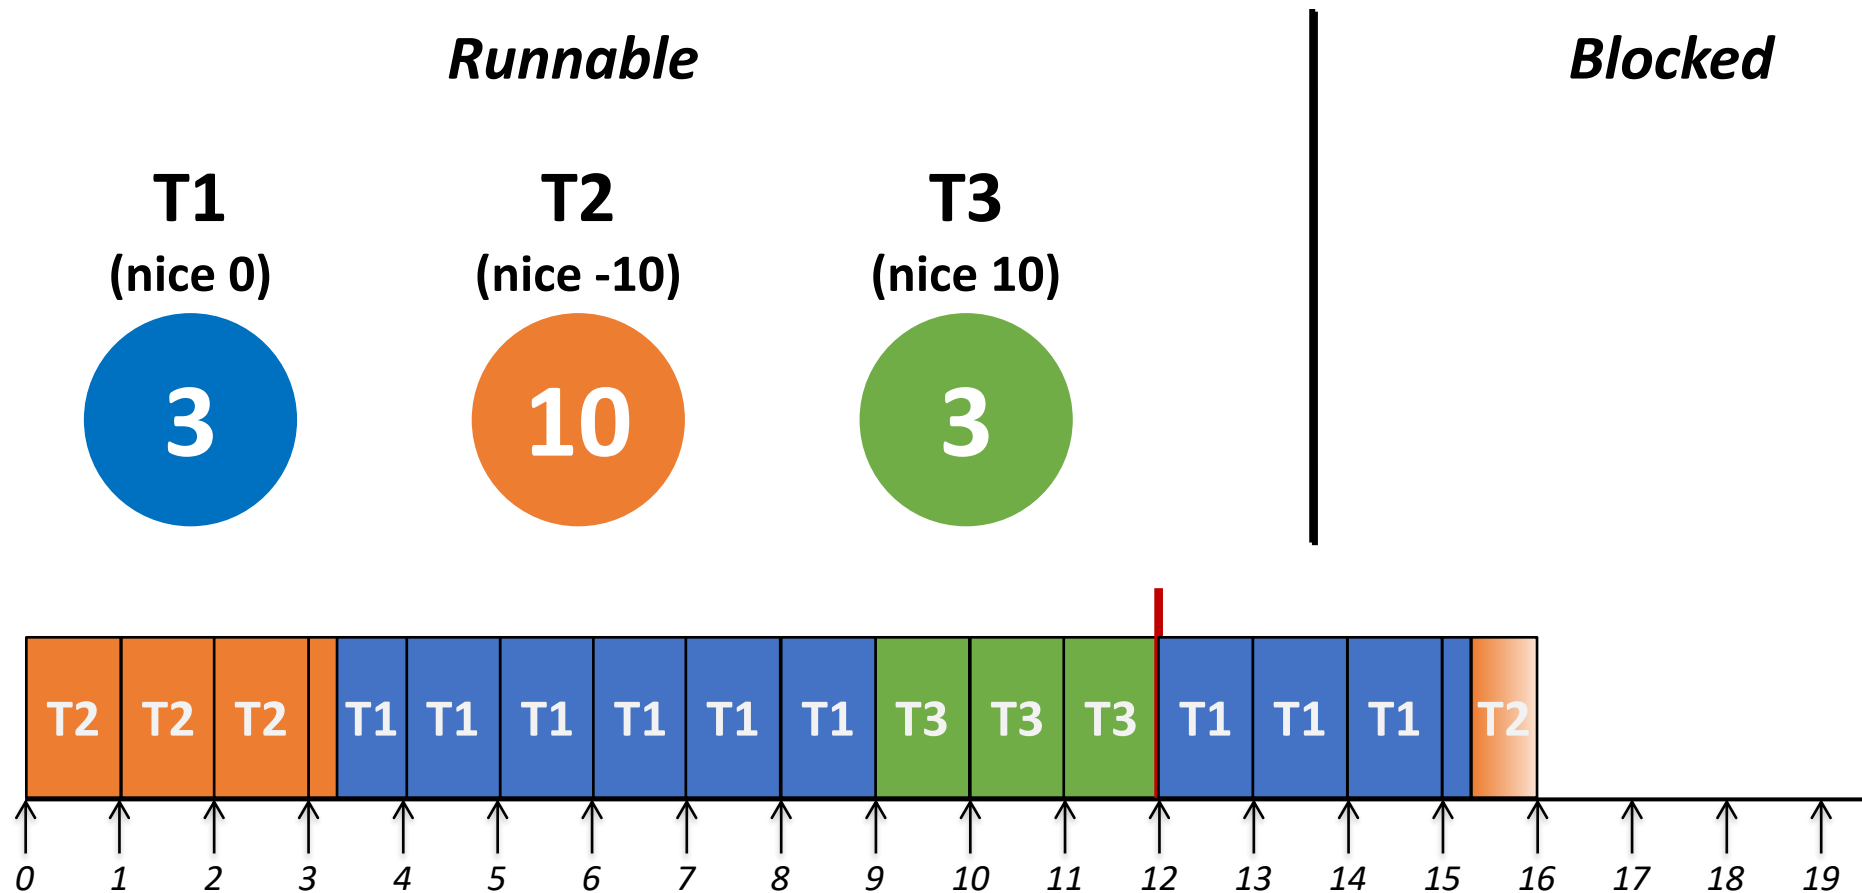 Runnable Blocked
T1 T2 T3
(nice 0) (nice -10) (nice 10)
3 10 3
T2 T2 T2 T1 T1 T1 T1 T1 T1 T3 T3 T3 T1 T1 T1 T2
0 1 2 3 4 5 6 7 8 9 10 11 12 13 14 15 16 17 18 19